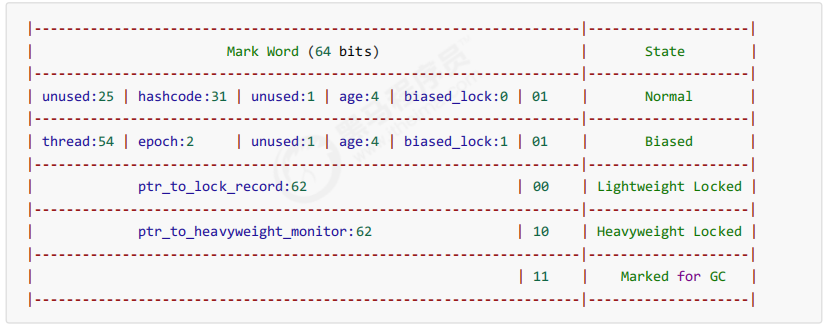 |--------------------------------------------------------------------|--------------------|
| Mark Word (64 bits) | State |
|--------------------------------------------------------------------|--------------------|
| unused:25 | hashcode:31 | unused:1 | age:4 | biased_lock:0 | 01 | Normal |
|--------------------------------------------------------------------|--------------------|
| thread:54 | epoch:2 | unused:1 | age:4 | biased_lock:1 | 01 | Biased |
|--------------------------------------------------------------------|--------------------|
| ptr_to_lock_record:62 | 00 | Lightweight Locked |
|--------------------------------------------------------------------|--------------------|
| ptr_to_heavyweight_monitor:62 | 10 | Heavyweight Locked |
|--------------------------------------------------------------------|--------------------|
| | 11 | Marked for GC |
|--------------------------------------------------------------------|--------------------|